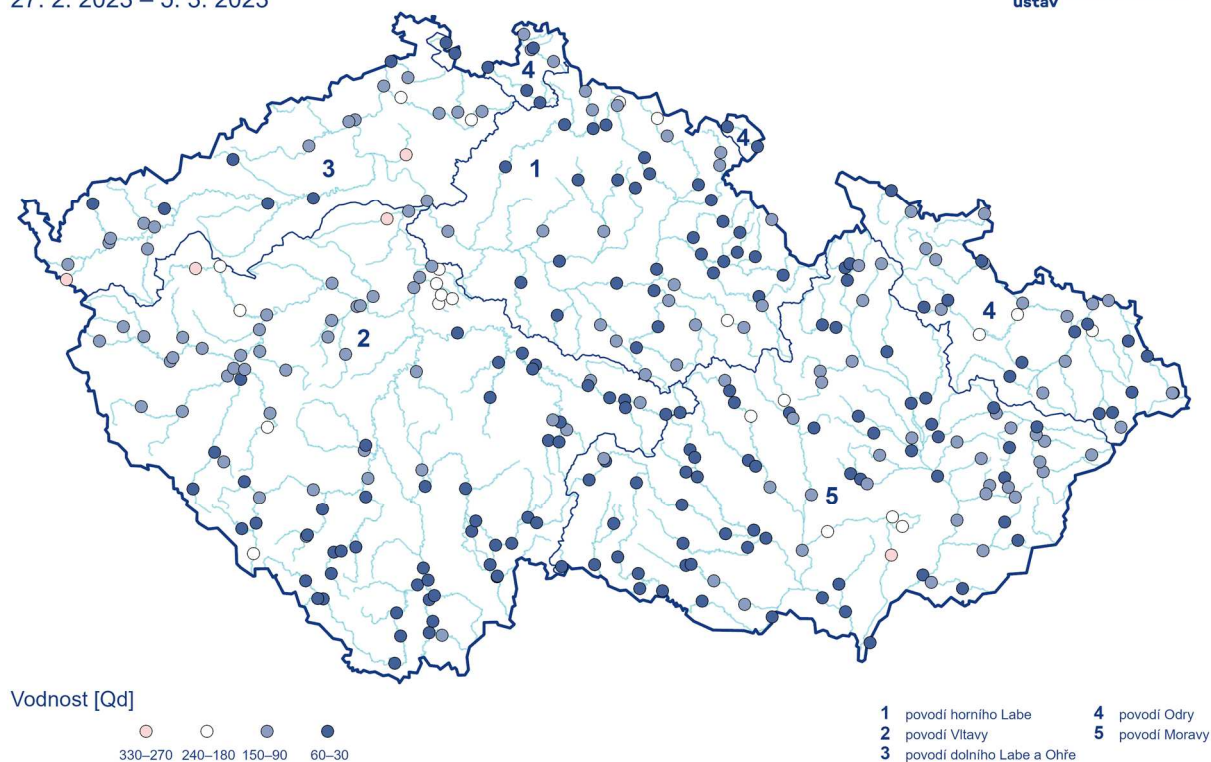 27. 2. 2023 – 5. 3. 2023
ústav
4
4
3
1
4
2
5
Vodnost [Qd]
330–270 240–180 150–90 60–30
1 povodí horního Labe
2 povodí Vltavy
3 povodí dolního Labe a Ohře
4 povodí Odry
5 povodí Moravy